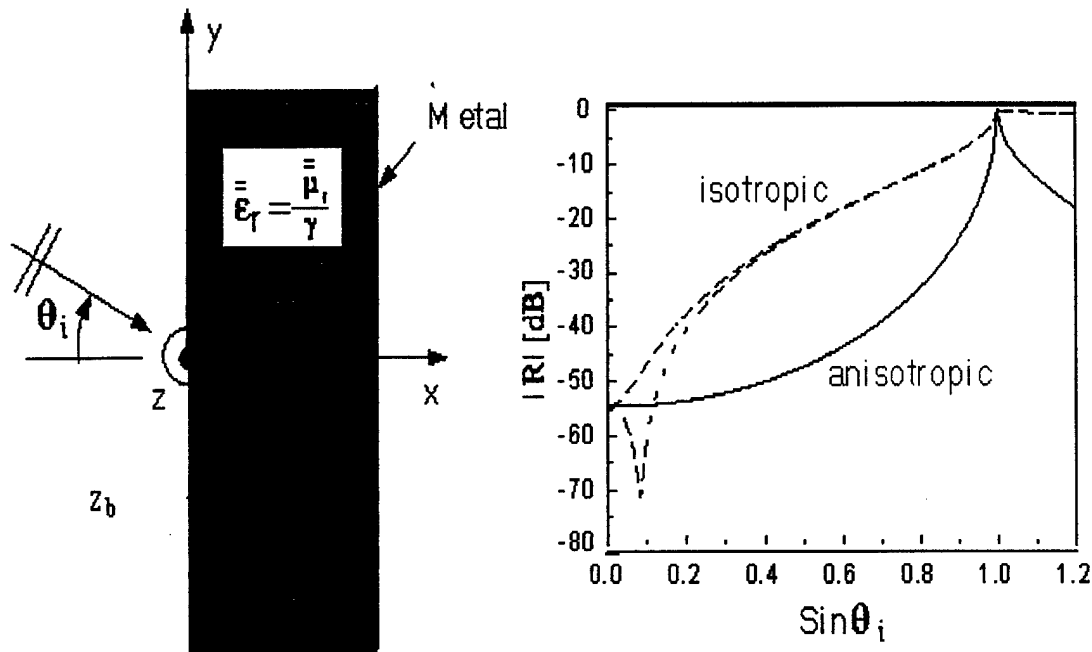 y
Metal
ε̿r = μ̿r / γ
θi
z
x
zb
|R| [dB]
0
-10
-20
-30
-40
-50
-60
-70
-80
isotropic
anisotropic
0.0 0.2 0.4 0.6 0.8 1.0 1.2
Sinθi